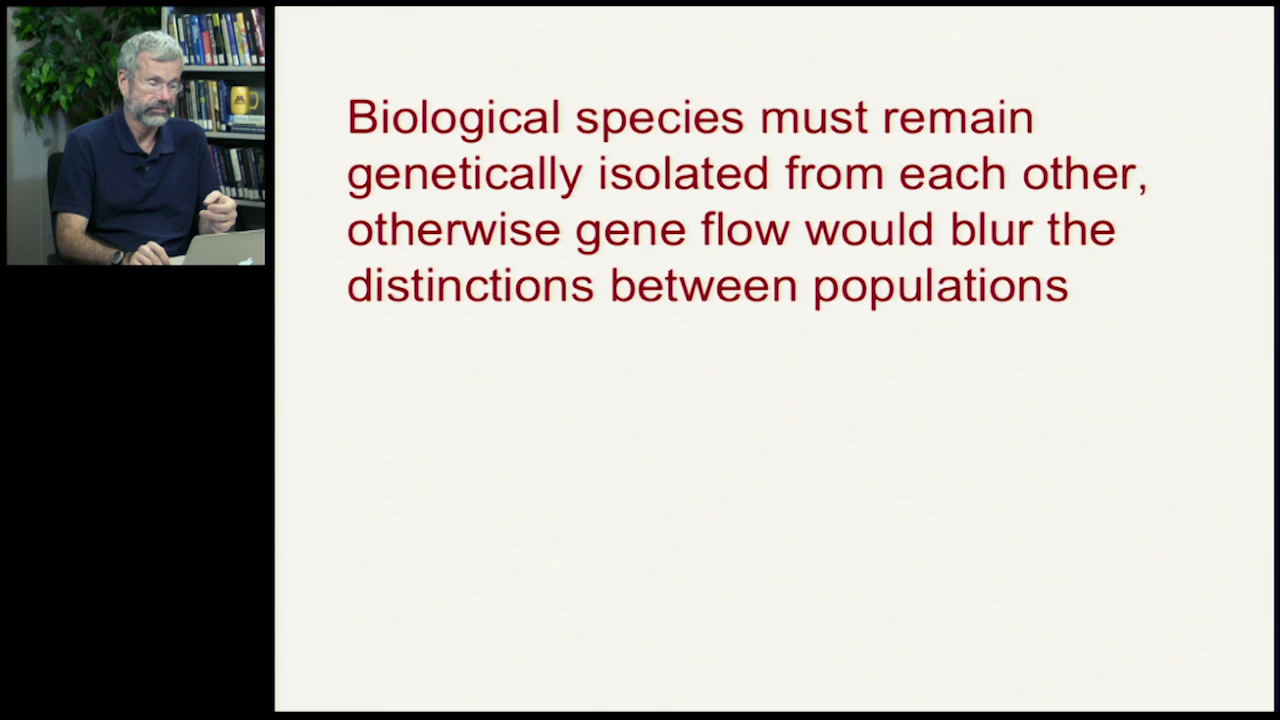 Biological species must remain
genetically isolated from each other,
otherwise gene flow would blur the
distinctions between populations